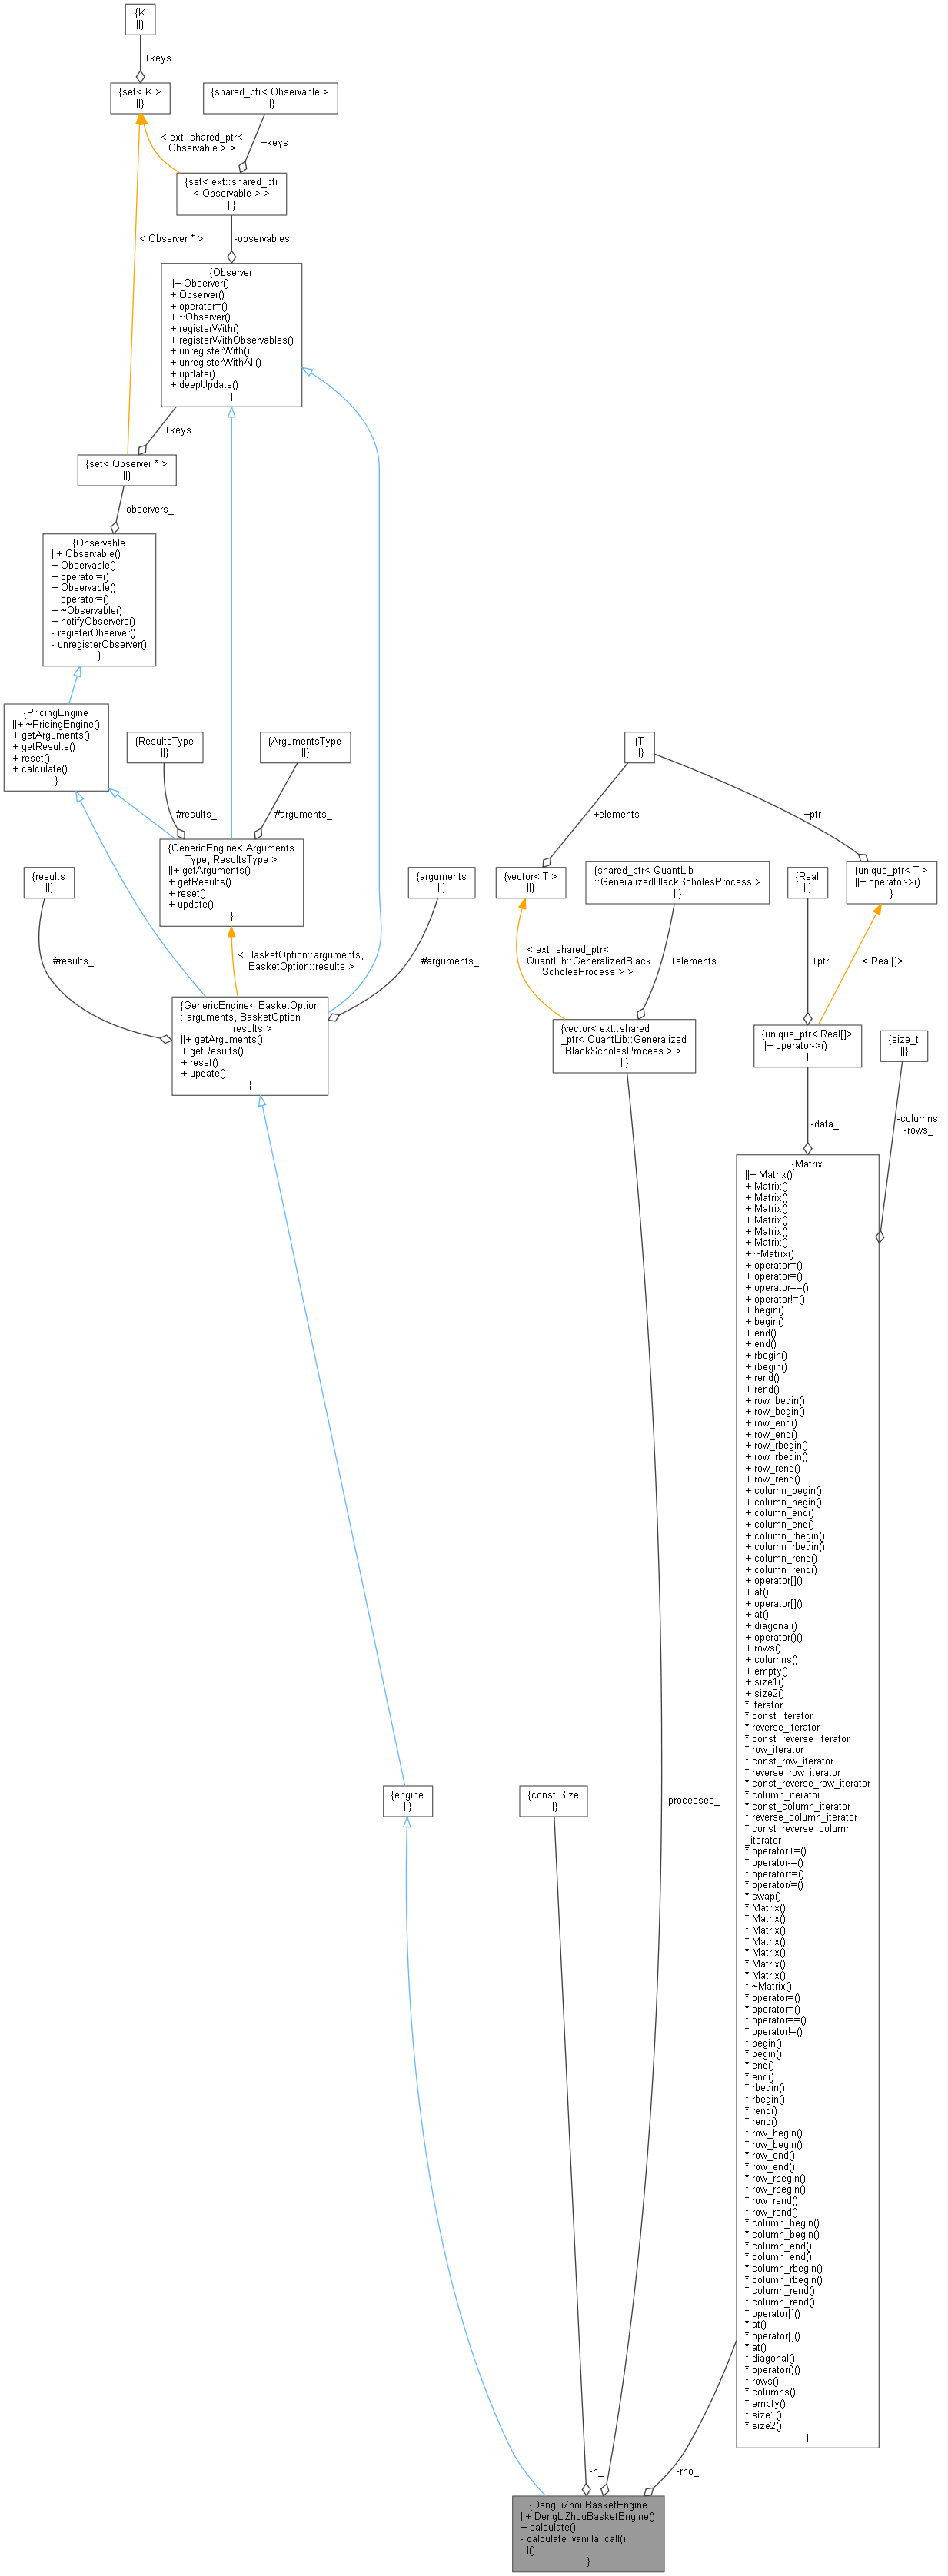 {K
||}
+keys
{set< K >
||}
{shared_ptr< Observable >
||}
< ext::shared_ptr<
Observable > >
+keys
{set< ext::shared_ptr
< Observable > >
||}
< Observer * >
-observables_
{Observer
||+ Observer()
+ Observer()
+ operator=()
+ ~Observer()
+ registerWith()
+ registerWithObservables()
+ unregisterWith()
+ unregisterWithAll()
+ update()
+ deepUpdate()
}
+keys
{set< Observer * >
||}
-observers_
{Observable
||+ Observable()
+ Observable()
+ operator=()
+ Observable()
+ operator=()
+ ~Observable()
+ notifyObservers()
- registerObserver()
- unregisterObserver()
}
{PricingEngine
||+ ~PricingEngine()
+ getArguments()
+ getResults()
+ reset()
+ calculate()
}
{ResultsType
||}
{ArgumentsType
||}
#results_
#arguments_
{GenericEngine< Arguments
Type, ResultsType >
||+ getArguments()
+ getResults()
+ reset()
+ update()
}
{results
||}
{arguments
||}
#results_
< BasketOption::arguments,
BasketOption::results >
#arguments_
{GenericEngine< BasketOption
::arguments, BasketOption
::results >
||+ getArguments()
+ getResults()
+ reset()
+ update()
}
{T
||}
+elements
+ptr
{vector< T >
||}
{shared_ptr< QuantLib
::GeneralizedBlackScholesProcess >
||}
{Real
||}
{unique_ptr< T >
||+ operator->()
}
< ext::shared_ptr<
QuantLib::GeneralizedBlack
ScholesProcess > >
+elements
+ptr
< Real[]>
{vector< ext::shared
_ptr< QuantLib::Generalized
BlackScholesProcess > >
||}
{unique_ptr< Real[]>
||+ operator->()
}
{size_t
||}
-data_
-columns_
-rows_
{Matrix
||+ Matrix()
+ Matrix()
+ Matrix()
+ Matrix()
+ Matrix()
+ Matrix()
+ Matrix()
+ ~Matrix()
+ operator=()
+ operator=()
+ operator==()
+ operator!=()
+ begin()
+ begin()
+ end()
+ end()
+ rbegin()
+ rbegin()
+ rend()
+ rend()
+ row_begin()
+ row_begin()
+ row_end()
+ row_end()
+ row_rbegin()
+ row_rbegin()
+ row_rend()
+ row_rend()
+ column_begin()
+ column_begin()
+ column_end()
+ column_end()
+ column_rbegin()
+ column_rbegin()
+ column_rend()
+ column_rend()
+ operator[]()
+ at()
+ operator[]()
+ at()
+ diagonal()
+ operator()()
+ rows()
+ columns()
+ empty()
+ size1()
+ size2()
* iterator
* const_iterator
* reverse_iterator
* const_reverse_iterator
* row_iterator
* const_row_iterator
* reverse_row_iterator
* const_reverse_row_iterator
* column_iterator
* const_column_iterator
* reverse_column_iterator
* const_reverse_column
_iterator
* operator+=()
* operator-=()
* operator*=()
* operator/=()
* swap()
* Matrix()
* Matrix()
* Matrix()
* Matrix()
* Matrix()
* Matrix()
* Matrix()
* ~Matrix()
* operator=()
* operator=()
* operator==()
* operator!=()
* begin()
* begin()
* end()
* end()
* rbegin()
* rbegin()
* rend()
* rend()
* row_begin()
* row_begin()
* row_end()
* row_end()
* row_rbegin()
* row_rbegin()
* row_rend()
* row_rend()
* column_begin()
* column_begin()
* column_end()
* column_end()
* column_rbegin()
* column_rbegin()
* column_rend()
* column_rend()
* operator[]()
* at()
* operator[]()
* at()
* diagonal()
* operator()()
* rows()
* columns()
* empty()
* size1()
* size2()
}
{engine
||}
{const Size
||}
-processes_
-n_
-rho_
{DengLiZhouBasketEngine
||+ DengLiZhouBasketEngine()
+ calculate()
- calculate_vanilla_call()
- I()
}